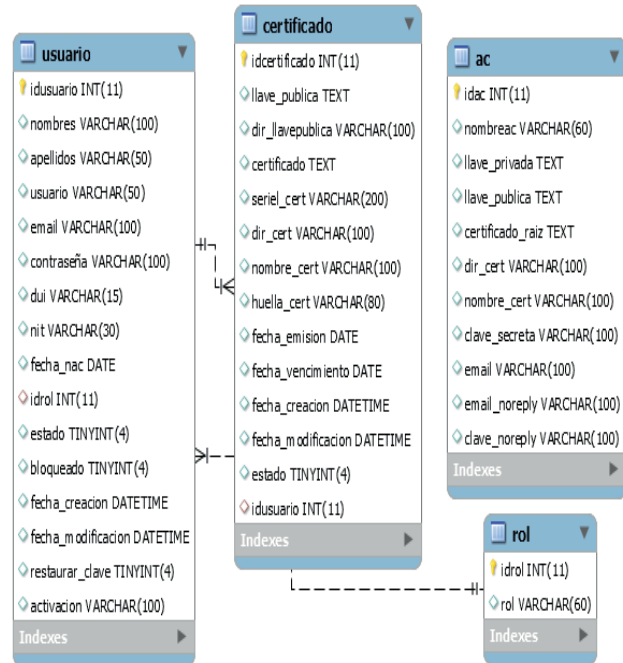 usuario
idusuario INT(11)
nombres VARCHAR(100)
apellidos VARCHAR(50)
usuario VARCHAR(50)
email VARCHAR(100)
contraseña VARCHAR(100)
dui VARCHAR(15)
nit VARCHAR(30)
fecha_nac DATE
idrol INT(11)
estado TINYINT(4)
bloqueado TINYINT(4)
fecha_creacion DATETIME
fecha_modificacion DATETIME
restaurar_clave TINYINT(4)
activacion VARCHAR(100)
Indexes
certificado
idcertificado INT(11)
llave_publica TEXT
dir_llavepublica VARCHAR(100)
certificado TEXT
seriel_cert VARCHAR(200)
dir_cert VARCHAR(100)
nombre_cert VARCHAR(100)
huella_cert VARCHAR(80)
fecha_emision DATE
fecha_vencimiento DATE
fecha_creacion DATETIME
fecha_modificacion DATETIME
estado TINYINT(4)
idusuario INT(11)
Indexes
ac
idac INT(11)
nombreac VARCHAR(60)
llave_privada TEXT
llave_publica TEXT
certificado_raiz TEXT
dir_cert VARCHAR(100)
nombre_cert VARCHAR(100)
clave_secreta VARCHAR(100)
email VARCHAR(100)
email_noreply VARCHAR(100)
clave_noreply VARCHAR(100)
Indexes
rol
idrol INT(11)
rol VARCHAR(60)
Indexes